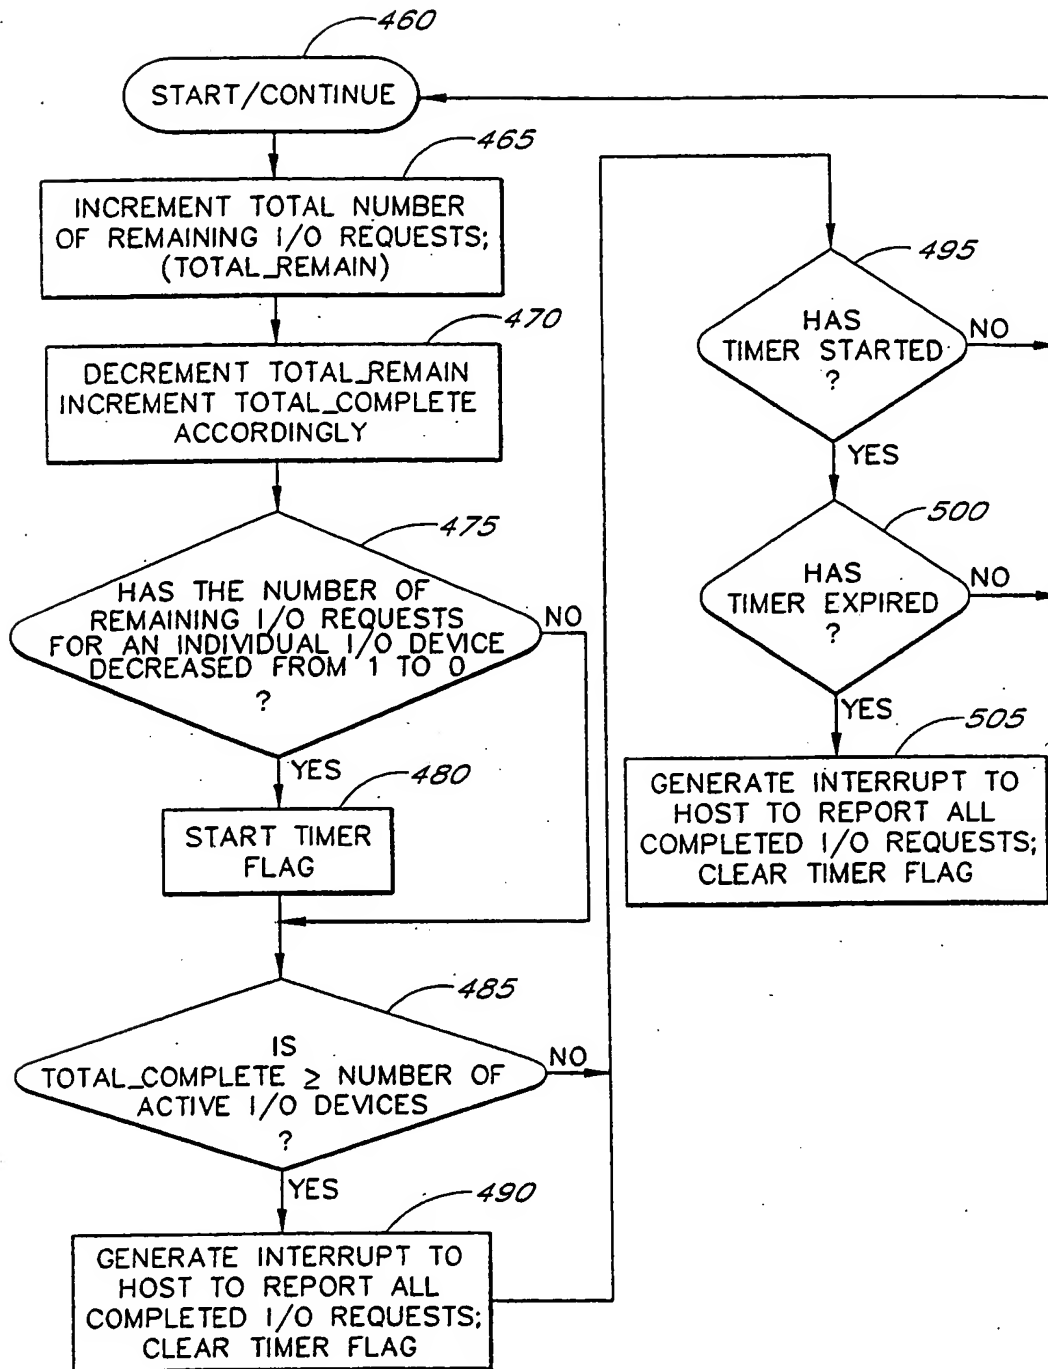 460
START/CONTINUE
465
INCREMENT TOTAL NUMBER
OF REMAINING I/O REQUESTS;
(TOTAL_REMAIN)
470
DECREMENT TOTAL_REMAIN
INCREMENT TOTAL_COMPLETE
ACCORDINGLY
475
HAS THE NUMBER OF
REMAINING I/O REQUESTS
FOR AN INDIVIDUAL I/O DEVICE
DECREASED FROM 1 TO 0
?
NO
YES
480
START TIMER
FLAG
485
IS
TOTAL_COMPLETE ≥ NUMBER OF
ACTIVE I/O DEVICES
?
NO
YES
490
GENERATE INTERRUPT TO
HOST TO REPORT ALL
COMPLETED I/O REQUESTS;
CLEAR TIMER FLAG
495
HAS
TIMER STARTED
?
NO
YES
500
HAS
TIMER EXPIRED
?
NO
YES
505
GENERATE INTERRUPT TO
HOST TO REPORT ALL
COMPLETED I/O REQUESTS;
CLEAR TIMER FLAG